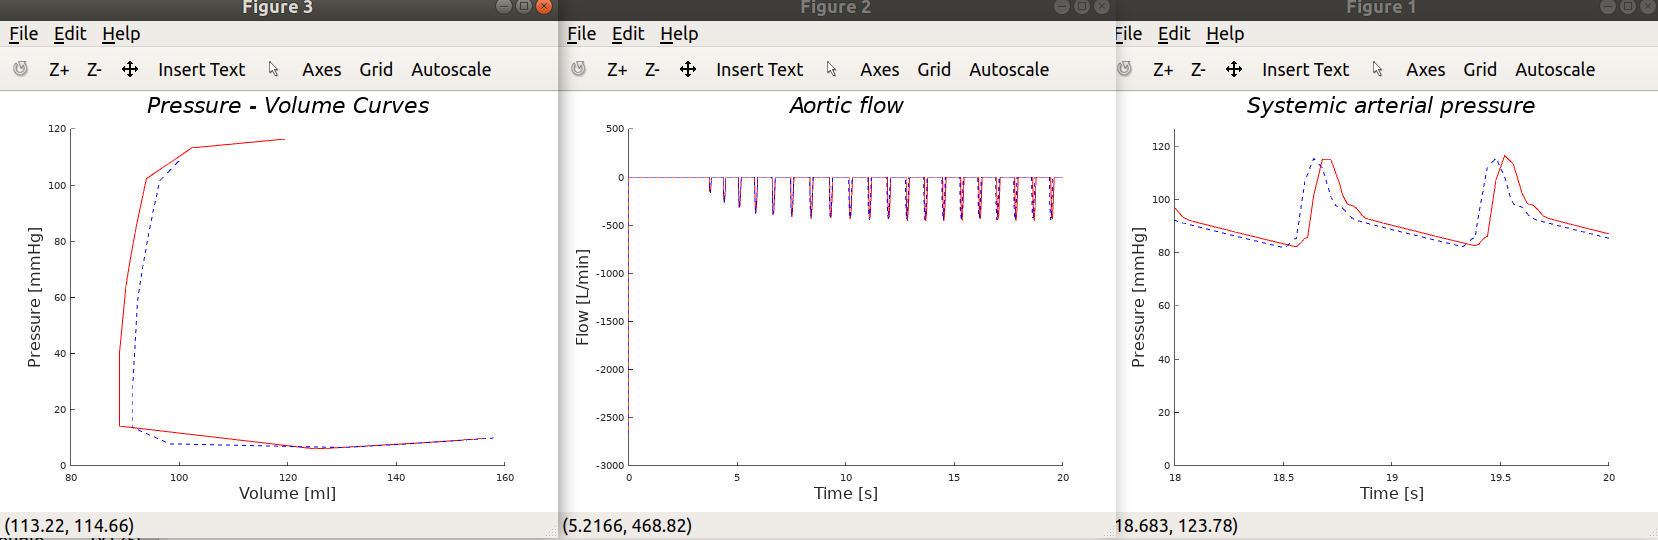 Figure 3
File Edit Help
Z+ Z- Insert Text Axes Grid Autoscale
Pressure - Volume Curves
120
100
80
60
40
20
0
Pressure [mmHg]
80 100 120 140 160
Volume [ml]
(113.22, 114.66)
Figure 2
File Edit Help
Z+ Z- Insert Text Axes Grid Autoscale
Aortic flow
500
0
-500
-1000
-1500
-2000
-2500
-3000
Flow [L/min]
0 5 10 15 20
Time [s]
(5.2166, 468.82)
Figure 1
File Edit Help
Z+ Z- Insert Text Axes Grid Autoscale
Systemic arterial pressure
120
100
80
60
40
20
0
Pressure [mmHg]
18 18.5 19 19.5 20
Time [s]
18.683, 123.78)